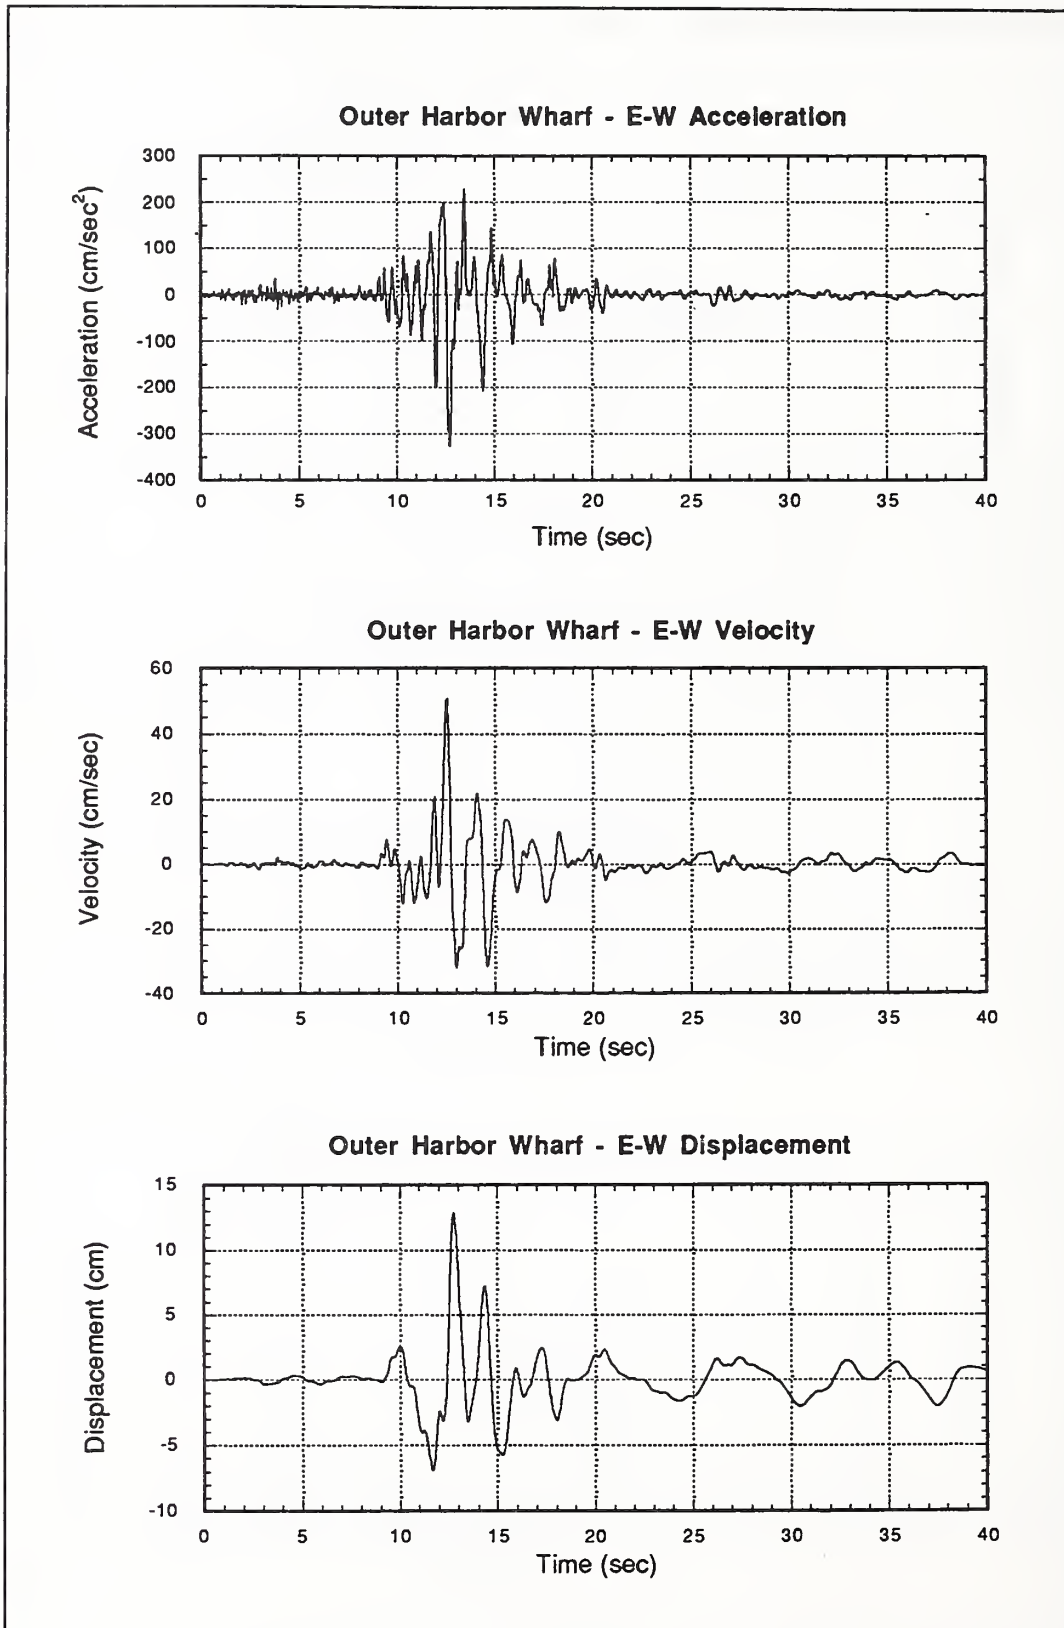 Outer Harbor Wharf - E-W Acceleration
300
200
100
0
-100
-200
-300
-400
Acceleration (cm/sec²)
0 5 10 15 20 25 30 35 40
Time (sec)
Outer Harbor Wharf - E-W Velocity
60
40
20
0
-20
-40
Velocity (cm/sec)
0 5 10 15 20 25 30 35 40
Time (sec)
Outer Harbor Wharf - E-W Displacement
15
10
5
0
-5
-10
Displacement (cm)
0 5 10 15 20 25 30 35 40
Time (sec)